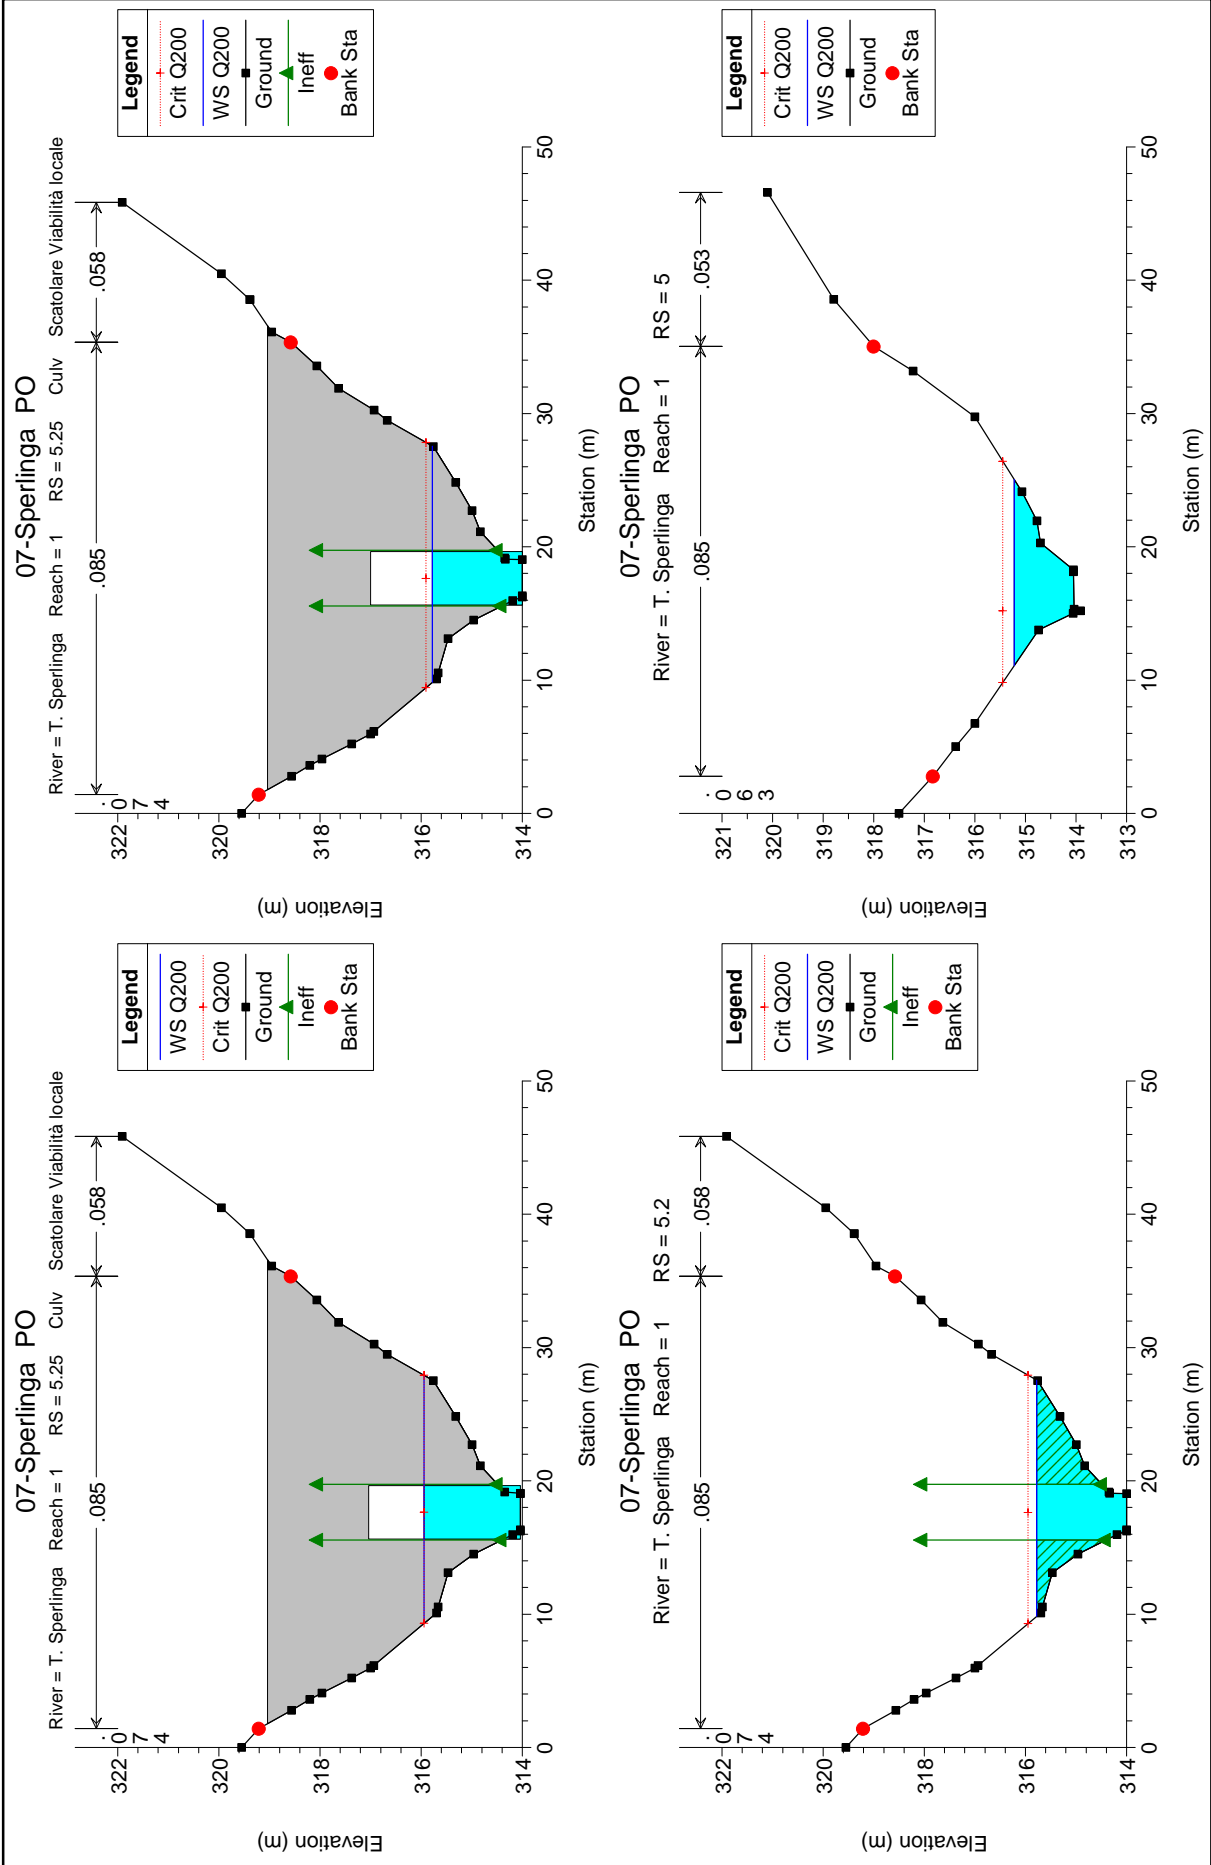 07-Sperlinga PO
River = T. Sperlinga Reach = 1 RS = 5.25 Culv Scatolare Viabilità locale
.074
.085
.058
322
320
318
316
314
Elevation (m)
0 10 20 30 40 50
Station (m)
Legend
WS Q200
Crit Q200
Ground
Ineff
Bank Sta
07-Sperlinga PO
River = T. Sperlinga Reach = 1 RS = 5.25 Culv Scatolare Viabilità locale
.074
.085
.058
322
320
318
316
314
Elevation (m)
0 10 20 30 40 50
Station (m)
Legend
Crit Q200
WS Q200
Ground
Ineff
Bank Sta
07-Sperlinga PO
River = T. Sperlinga Reach = 1 RS = 5.2
.074
.085
.058
322
320
318
316
314
Elevation (m)
0 10 20 30 40 50
Station (m)
Legend
Crit Q200
WS Q200
Ground
Ineff
Bank Sta
07-Sperlinga PO
River = T. Sperlinga Reach = 1 RS = 5
.063
.085
.053
321
320
319
318
317
316
315
314
313
Elevation (m)
0 10 20 30 40 50
Station (m)
Legend
Crit Q200
WS Q200
Ground
Bank Sta